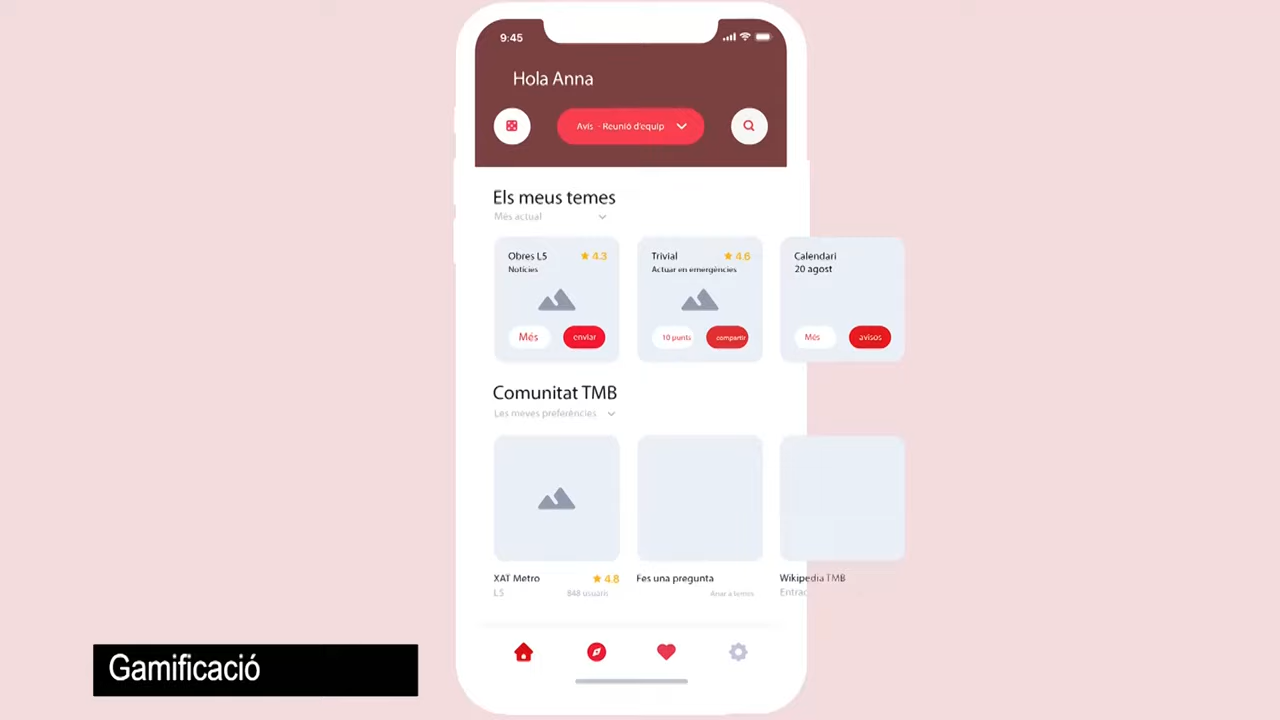 9:45
Hola Anna
Avís - Reunió d'equip
Els meus temes
Més actual
Obres L5 4.3
Notícies
Més enviar
Trivial 4.6
Actuar en emergències
10 punts compartir
Calendari
20 agost
Més avisos
Comunitat TMB
Les meves preferències
XAT Metro 4.8
L5 848 usuaris
Fes una pregunta
Anar a temes
Wikipedia TMB
Entrac
Gamificació